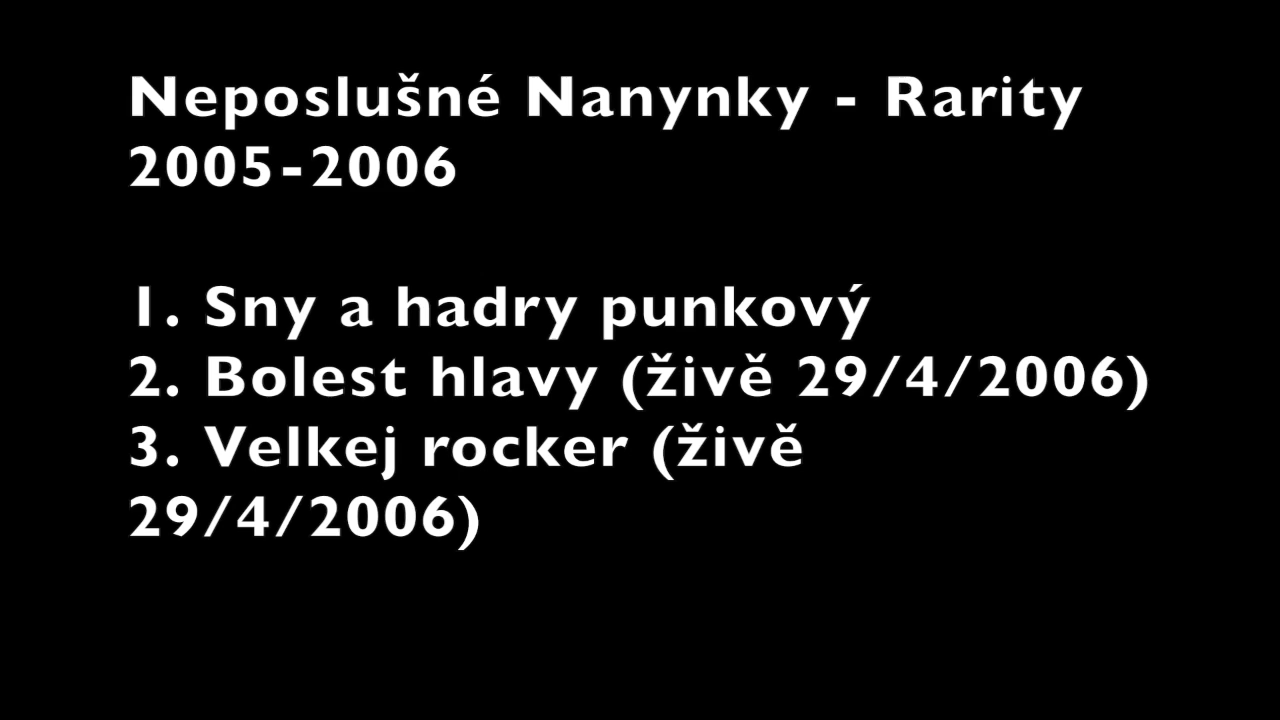 Neposlušné Nanynky - Rarity
2005-2006
1. Sny a hadry punkový
2. Bolest hlavy (živě 29/4/2006)
3. Velkej rocker (živě
29/4/2006)